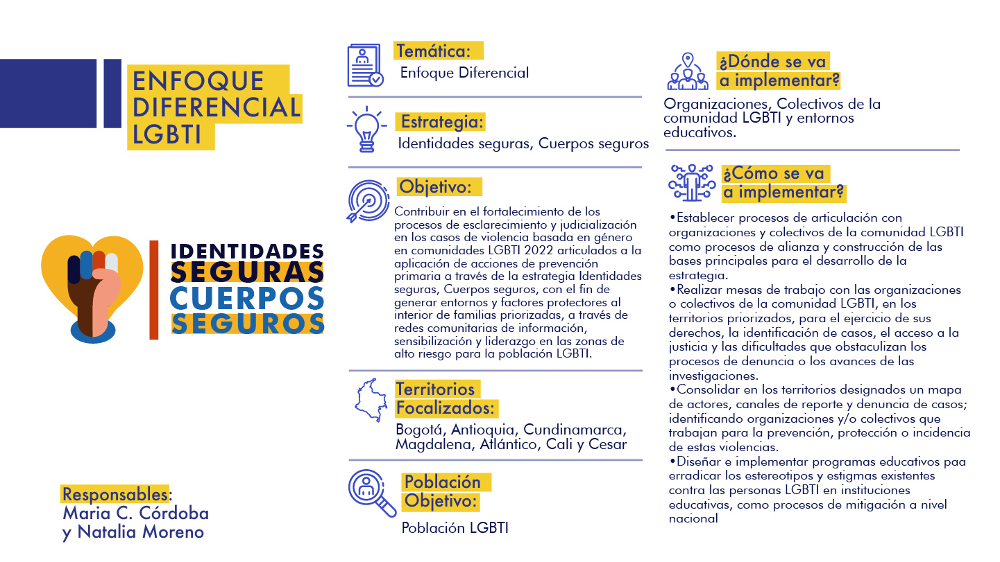 ENFOQUE
DIFERENCIAL
LGBTI
IDENTIDADES
SEGURAS
CUERPOS
SEGUROS
Responsables:
Maria C. Córdoba
y Natalia Moreno
Temática:
Enfoque Diferencial
Estrategia:
Identidades seguras, Cuerpos seguros
Objetivo:
Contribuir en el fortalecimiento de los
procesos de esclarecimiento y judicialización
en los casos de violencia basada en género
en comunidades LGBTI 2022 articulados a la
aplicación de acciones de prevención
primaria a través de la estrategia Identidades
seguras, Cuerpos seguros, con el fin de
generar entornos y factores protectores al
interior de familias priorizadas, a través de
redes comunitarias de información,
sensibilización y liderazgo en las zonas de
alto riesgo para la población LGBTI.
Territorios
Focalizados:
Bogotá, Antioquia, Cundinamarca,
Magdalena, Atlántico, Cali y Cesar
Población
Objetivo:
Población LGBTI
¿Dónde se va
a implementar?
Organizaciones, Colectivos de la
comunidad LGBTI y entornos
educativos.
¿Cómo se va
a implementar?
•Establecer procesos de articulación con
organizaciones y colectivos de la comunidad LGBTI
como procesos de alianza y construcción de las
bases principales para el desarrollo de la
estrategia.
•Realizar mesas de trabajo con las organizaciones
o colectivos de la comunidad LGBTI, en los
territorios priorizados, para el ejercicio de sus
derechos, la identificación de casos, el acceso a la
justicia y las dificultades que obstaculizan los
procesos de denuncia o los avances de las
investigaciones.
•Consolidar en los territorios designados un mapa
de actores, canales de reporte y denuncia de casos;
identificando organizaciones y/o colectivos que
trabajan para la prevención, protección o incidencia
de estas violencias.
•Diseñar e implementar programas educativos paa
erradicar los estereotipos y estigmas existentes
contra las personas LGBTI en instituciones
educativas, como procesos de mitigación a nivel
nacional